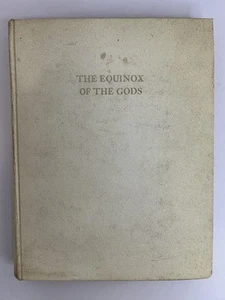 THE EQUINOX
OF THE GODS